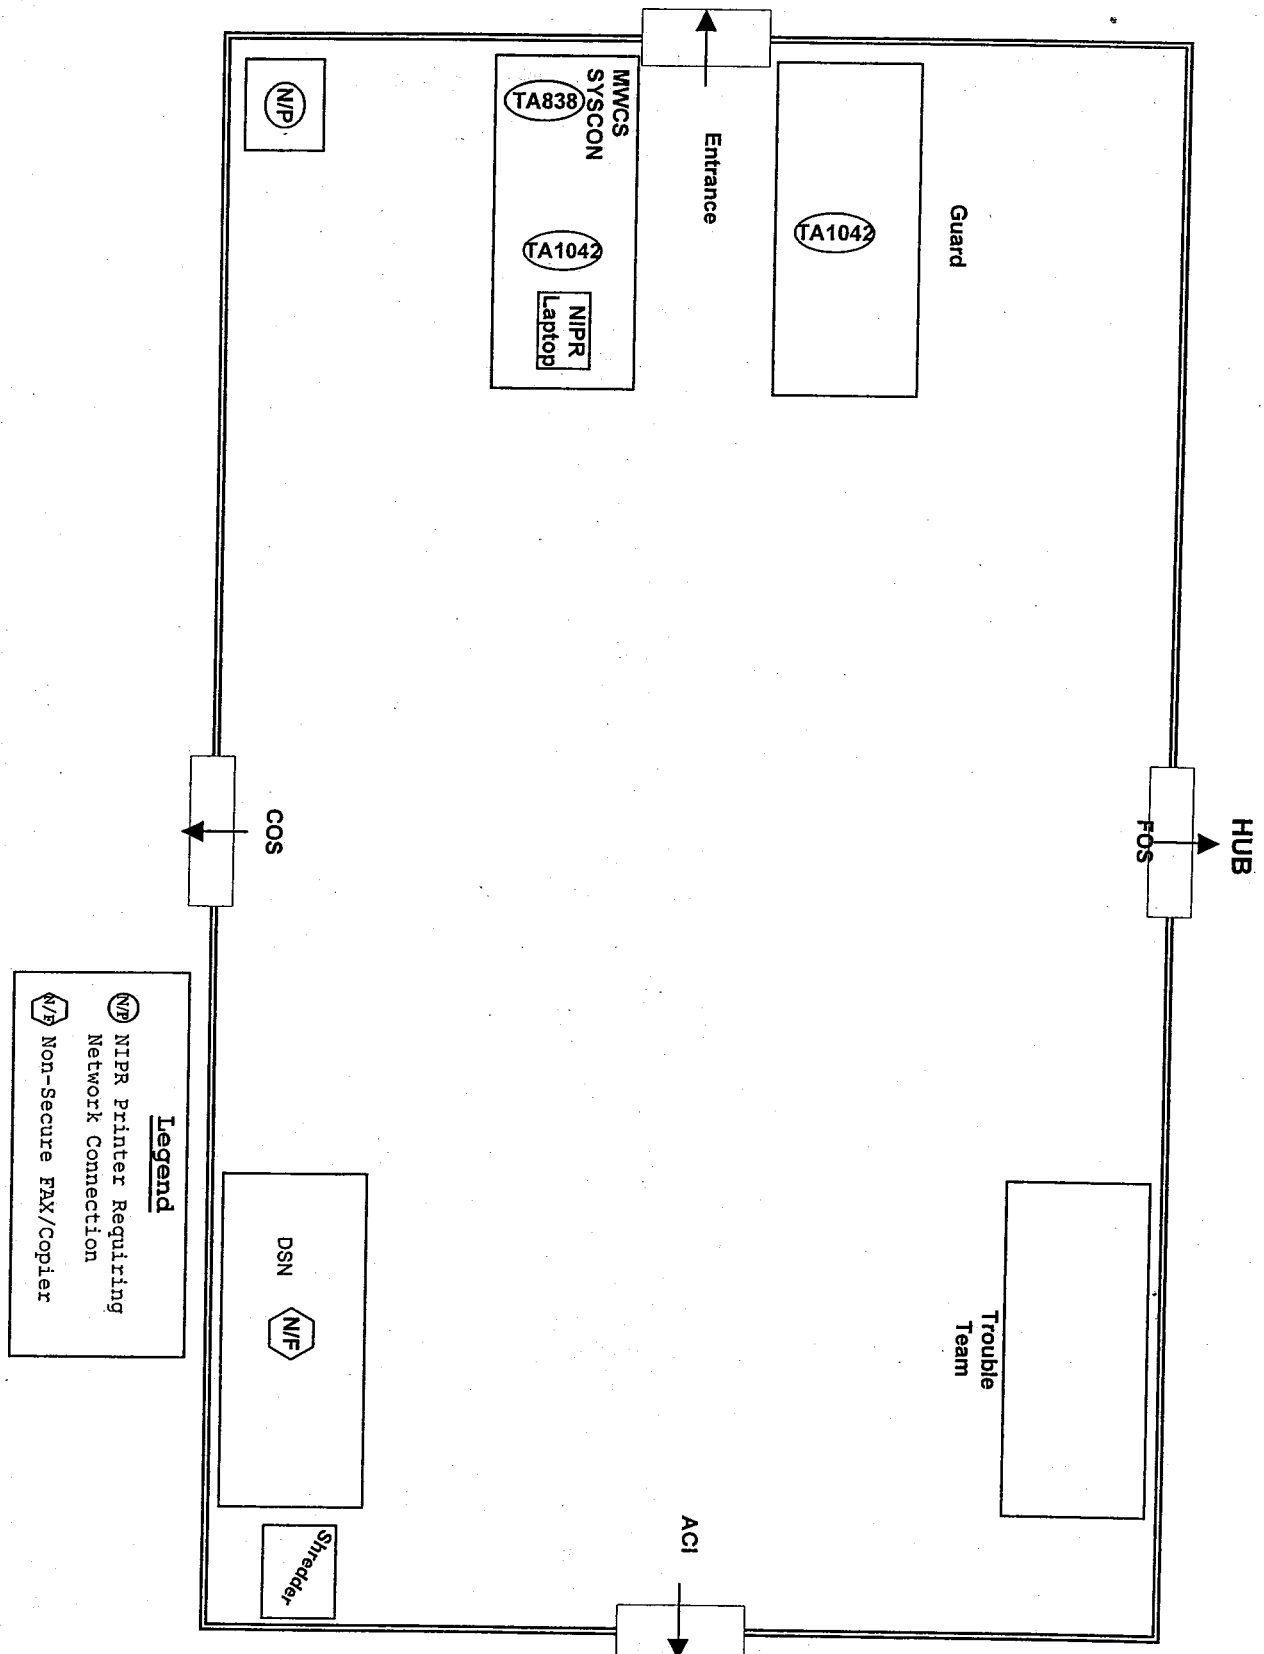 HUB
FOS
Guard
TA1042
Entrance
MWCS
SYSCON
TA838
TA1042
NIPR
Laptop
N/P
COS
Trouble
Team
ACI
DSN
N/F
Shredder
Legend
N/P NIPR Printer Requiring
Network Connection
N/F Non-Secure FAX/Copier